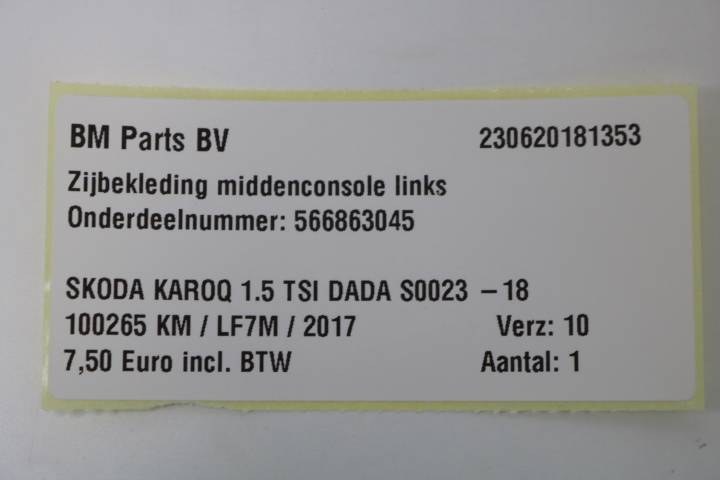 BM Parts BV 230620181353
Zijbekleding middenconsole links
Onderdeelnummer: 566863045
SKODA KAROQ 1.5 TSI DADA S0023 – 18
100265 KM / LF7M / 2017 Verz: 10
7,50 Euro incl. BTW Aantal: 1